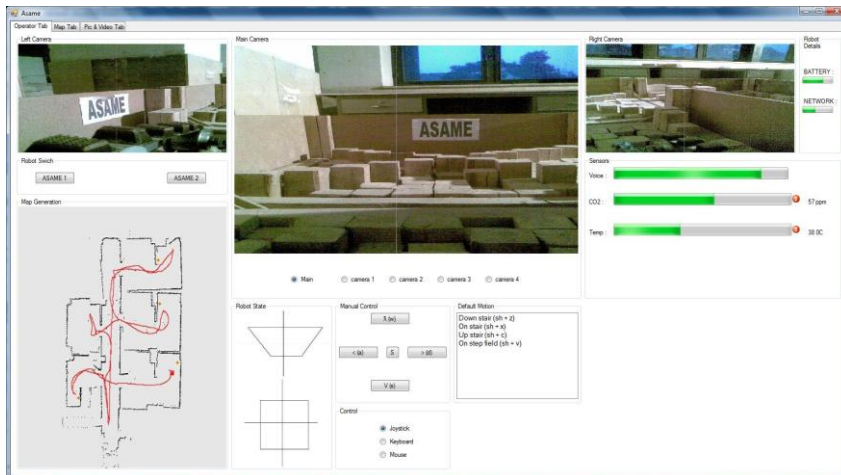 Asame
Operator Tab
Map Tab
Pic & Video Tab
Left Camera
ASAME
Main Camera
ASAME
Right Camera
Robot
Details
BATTERY :
NETWORK :
Robot Swich
ASAME 1
ASAME 2
Sensors
Voice :
CO2 :
57 ppm
Temp :
Map Generation
Main
camera 1
camera 2
camera 3
camera 4
Robot State
Manual Control
(w)
< (a)
S
> (d)
V (s)
Default Motion
Down stair (sh + z)
On stair (sh + x)
Up stair (sh + c)
On step field (sh + v)
Control
Joystick
Keyboard
Mouse